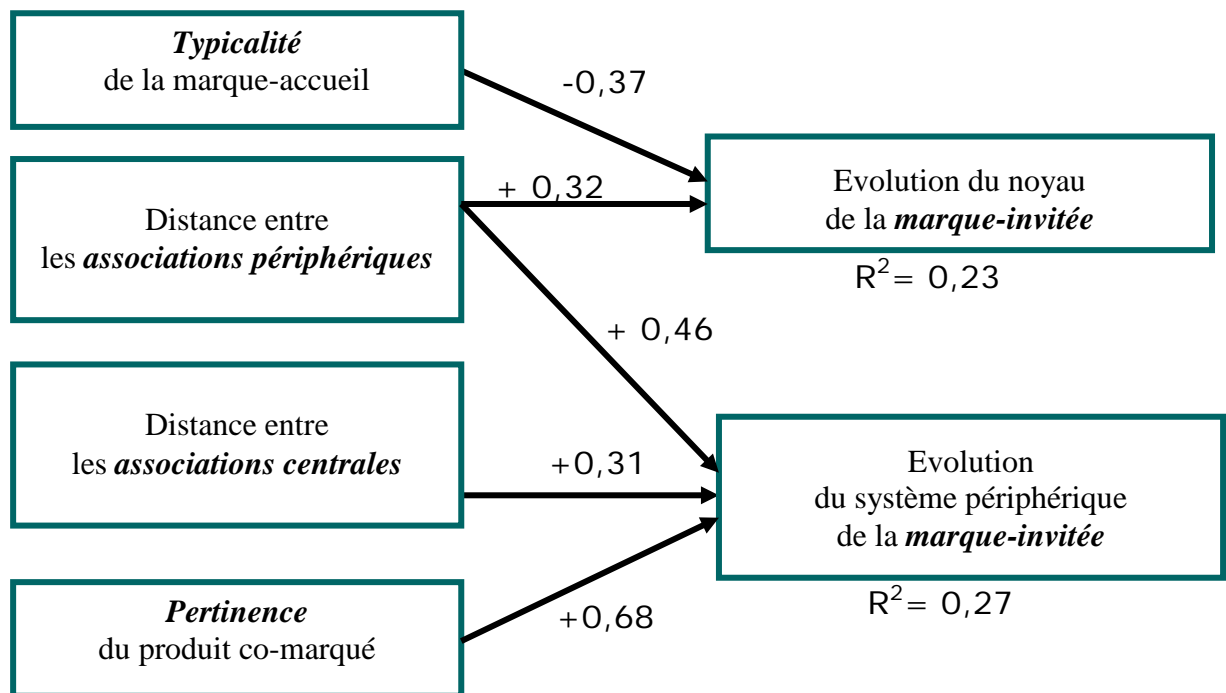 Typicalité
de la marque-accueil
-0,37
Distance entre
les associations périphériques
+ 0,32
Evolution du noyau
de la marque-invitée
R²= 0,23
+ 0,46
Distance entre
les associations centrales
+0,31
Evolution
du système périphérique
de la marque-invitée
R²= 0,27
Pertinence
du produit co-marqué
+0,68